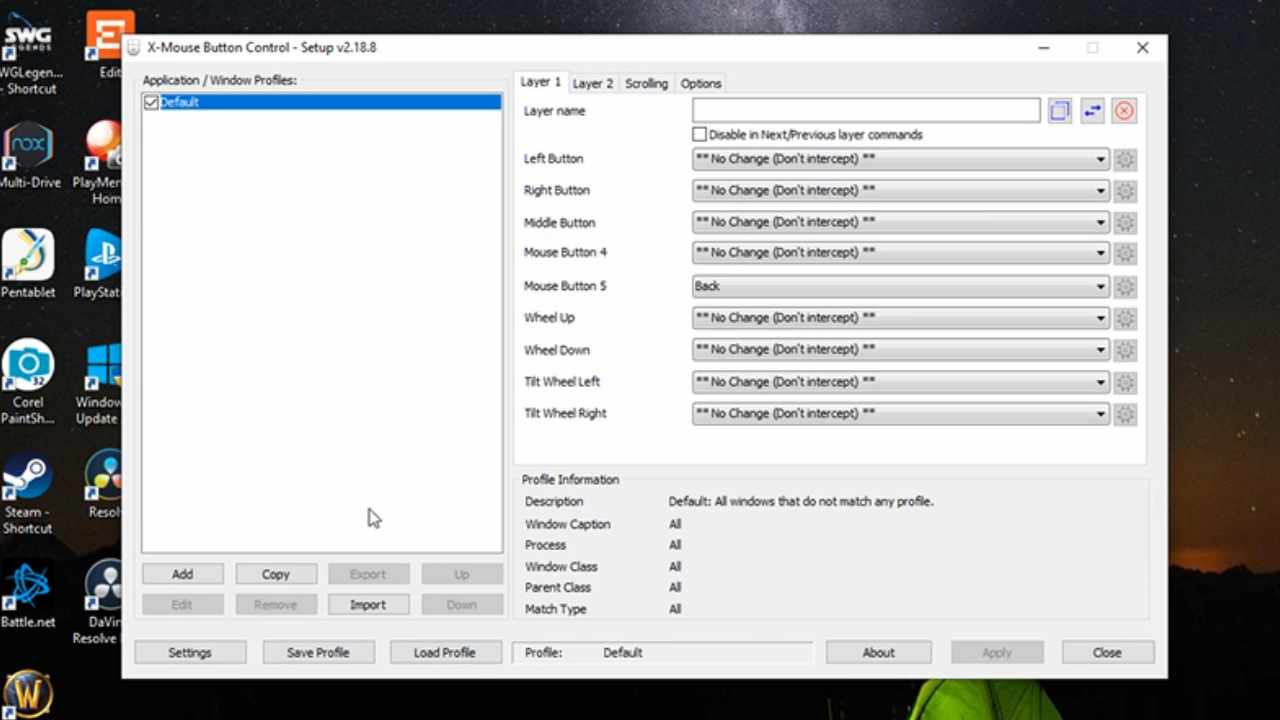 SWG
LEGENDS
WGLegen...
- Shortcut
Edit
X-Mouse Button Control - Setup v2.18.8
Application / Window Profiles:
Default
Layer 1
Layer 2
Scrolling
Options
Layer name
Disable in Next/Previous layer commands
Left Button
** No Change (Don't intercept) **
Right Button
** No Change (Don't intercept) **
Middle Button
** No Change (Don't intercept) **
Mouse Button 4
** No Change (Don't intercept) **
Mouse Button 5
Back
Wheel Up
** No Change (Don't intercept) **
Wheel Down
** No Change (Don't intercept) **
Tilt Wheel Left
** No Change (Don't intercept) **
Tilt Wheel Right
** No Change (Don't intercept) **
Profile Information
Description
Default: All windows that do not match any profile.
Window Caption
All
Process
All
Window Class
All
Parent Class
All
Match Type
All
Add
Copy
Export
Up
Edit
Remove
Import
Down
Settings
Save Profile
Load Profile
Profile:
Default
About
Apply
Close
nox
Multi-Drive
PlayMem
Hom
Pentablet
PlayStat
32
Corel
PaintSh...
Window
Update
Steam -
Shortcut
Resol
Battle.net
DaVin
Resolve
W